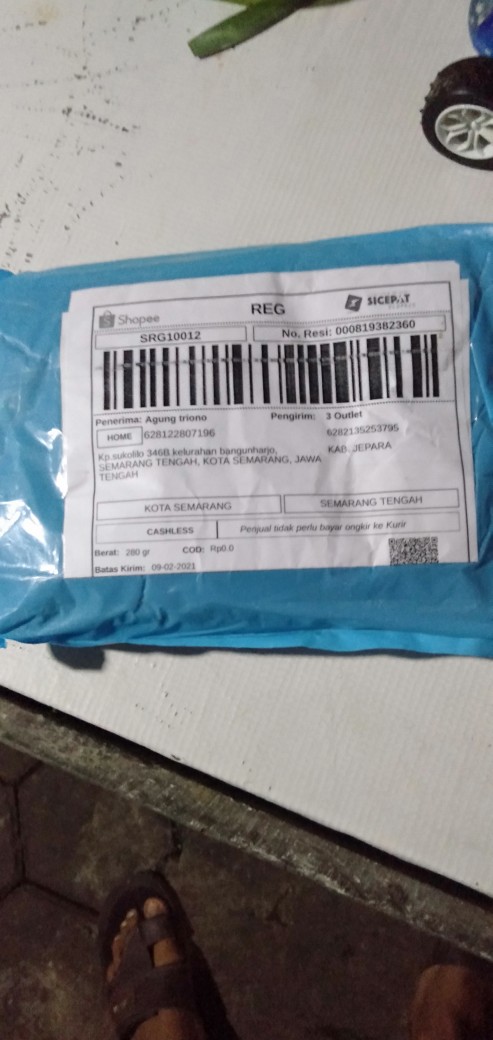 Shopee
REG
SICEPAT
SRG10012
No. Resi: 000819382360
Penerima: Agung triono
Pengirim: 3 Outlet
HOME 628122807196
6282135253795
Kp.sukolilo 346B kelurahan bangunharjo,
KAB. JEPARA
SEMARANG TENGAH, KOTA SEMARANG, JAWA
TENGAH
KOTA SEMARANG
SEMARANG TENGAH
CASHLESS
Penjual tidak perlu bayar ongkir ke Kurir
Berat: 280 gr
COD: Rp0.0
Batas Kirim: 09-02-2021